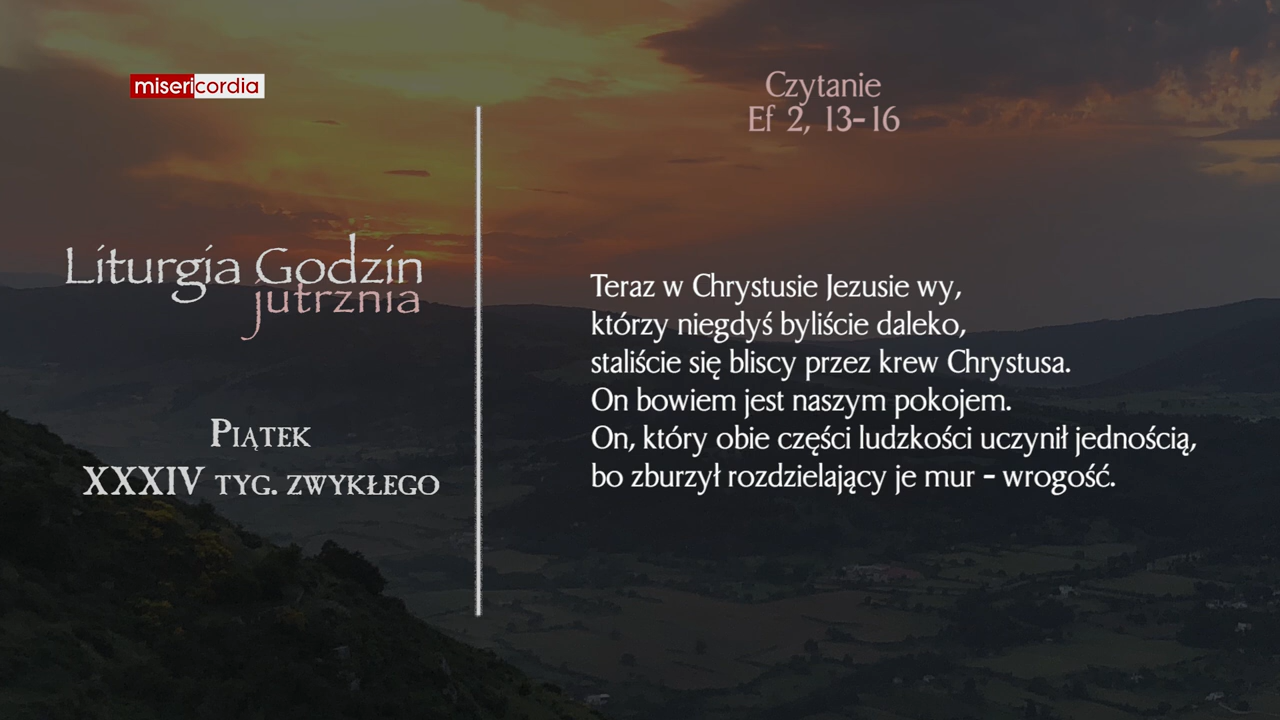 misericordia
Liturgia Godzin
jutrznia
Piątek
XXXIV tyg. zwykłego
Czytanie
Ef 2, 13-16
Teraz w Chrystusie Jezusie wy,
którzy niegdyś byliście daleko,
staliście się bliscy przez krew Chrystusa.
On bowiem jest naszym pokojem.
On, który obie części ludzkości uczynił jednością,
bo zburzył rozdzielający je mur - wrogość.